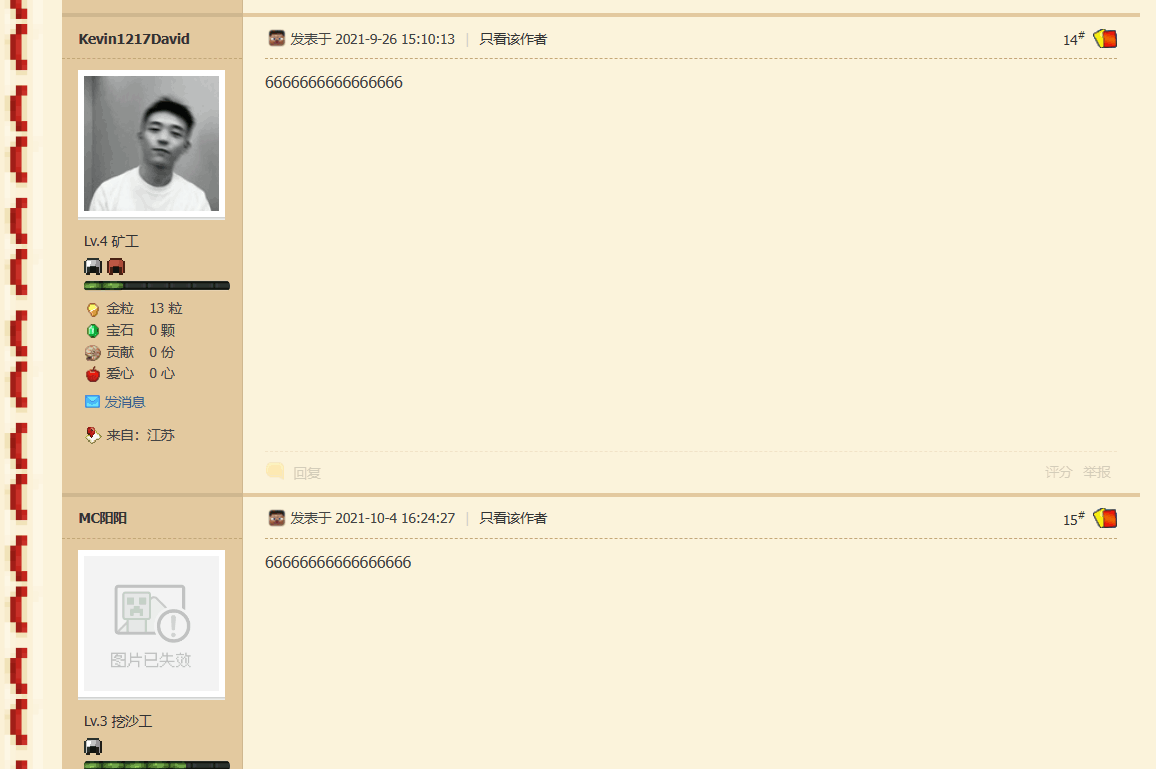 Kevin1217David
发表于 2021-9-26 15:10:13 | 只看该作者 14#
6666666666666666
Lv.4 矿工
金粒 13 粒
宝石 0 颗
贡献 0 份
爱心 0 心
发消息
来自: 江苏
回复 评分 举报
MC阳阳
发表于 2021-10-4 16:24:27 | 只看该作者 15#
66666666666666666
图片已失效
Lv.3 挖沙工